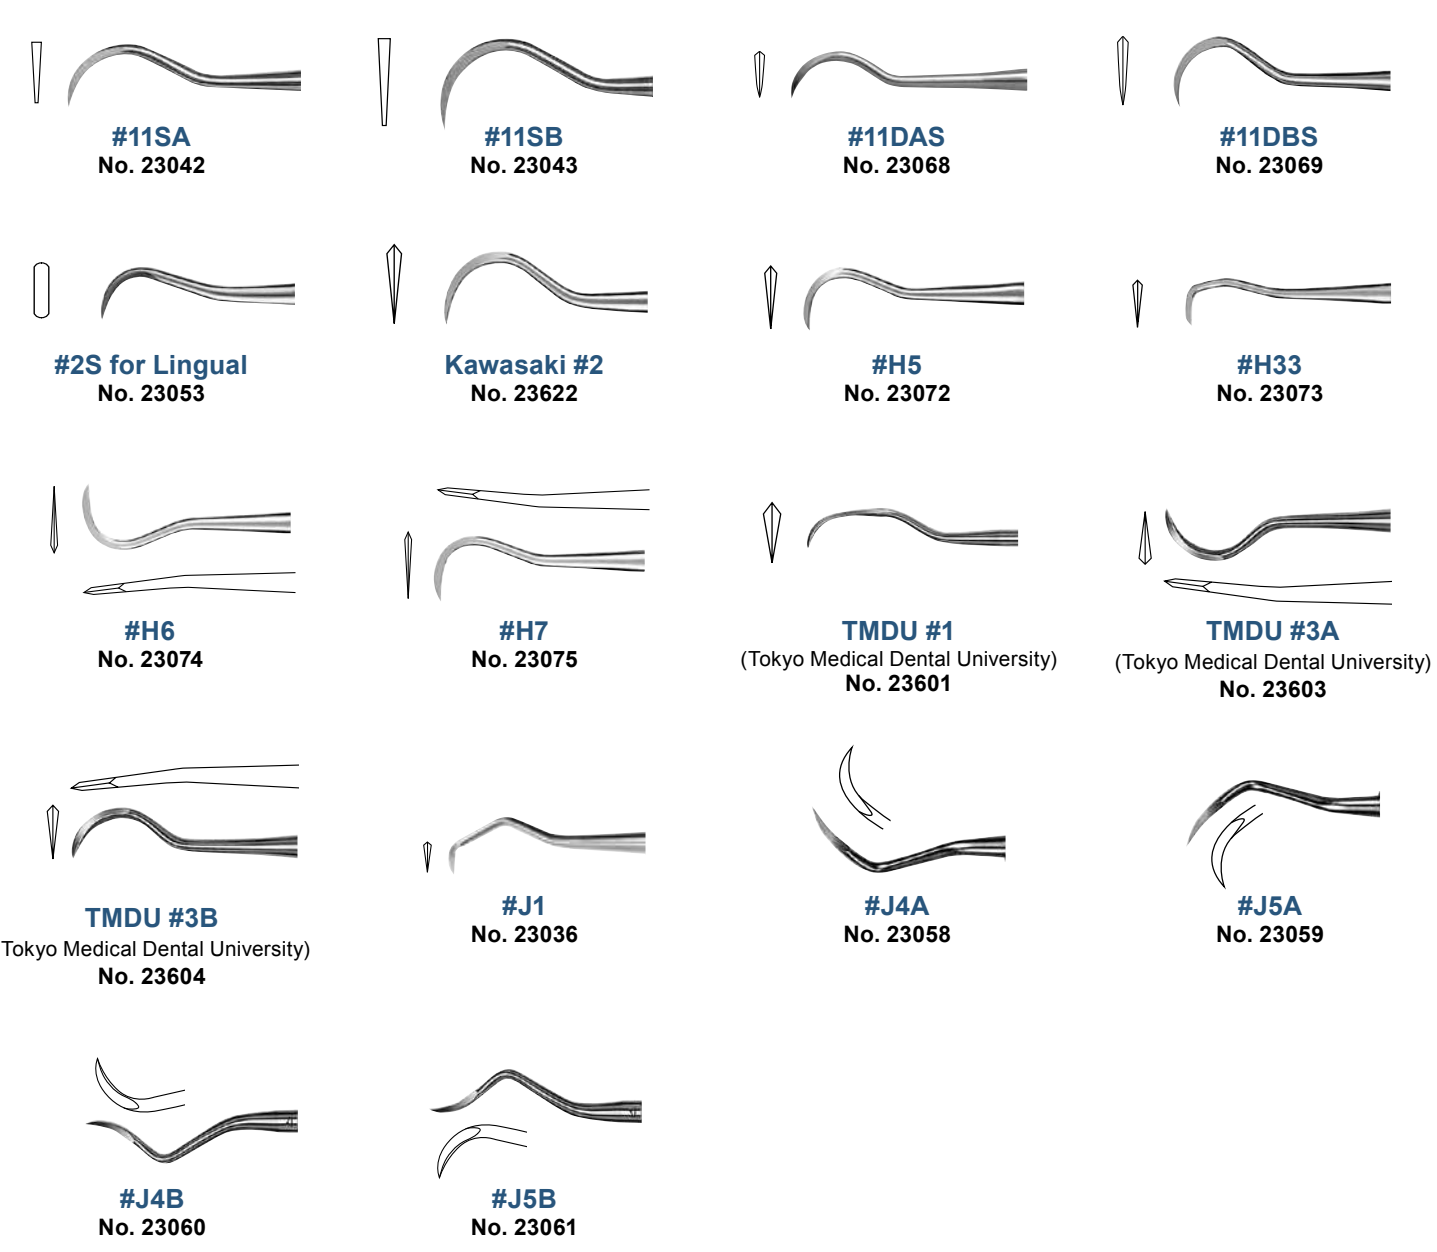 #11SA
No. 23042
#11SB
No. 23043
#11DAS
No. 23068
#11DBS
No. 23069
#2S for Lingual
No. 23053
Kawasaki #2
No. 23622
#H5
No. 23072
#H33
No. 23073
#H6
No. 23074
#H7
No. 23075
TMDU #1
(Tokyo Medical Dental University)
No. 23601
TMDU #3A
(Tokyo Medical Dental University)
No. 23603
TMDU #3B
Tokyo Medical Dental University)
No. 23604
#J1
No. 23036
#J4A
No. 23058
#J5A
No. 23059
#J4B
No. 23060
#J5B
No. 23061